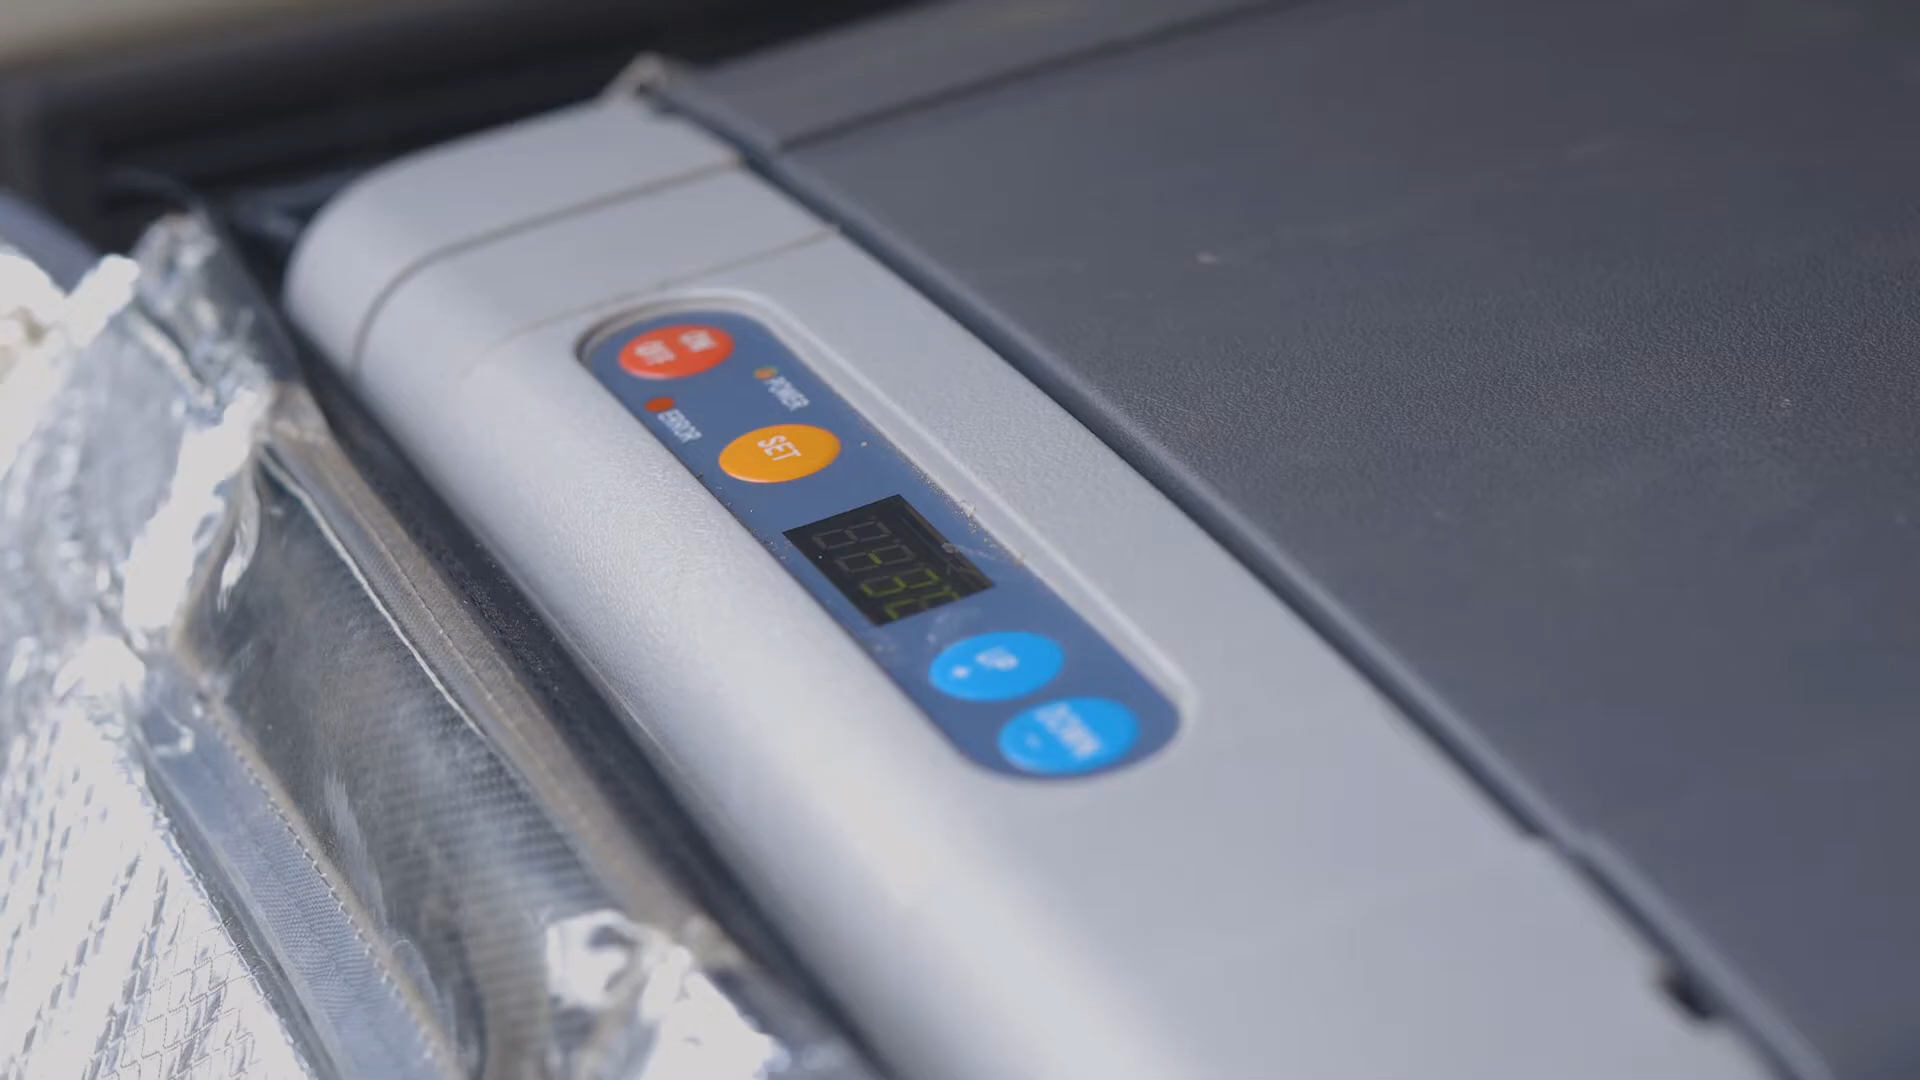 ON
OFF
POWER
ERROR
SET
UP
+
DOWN
-